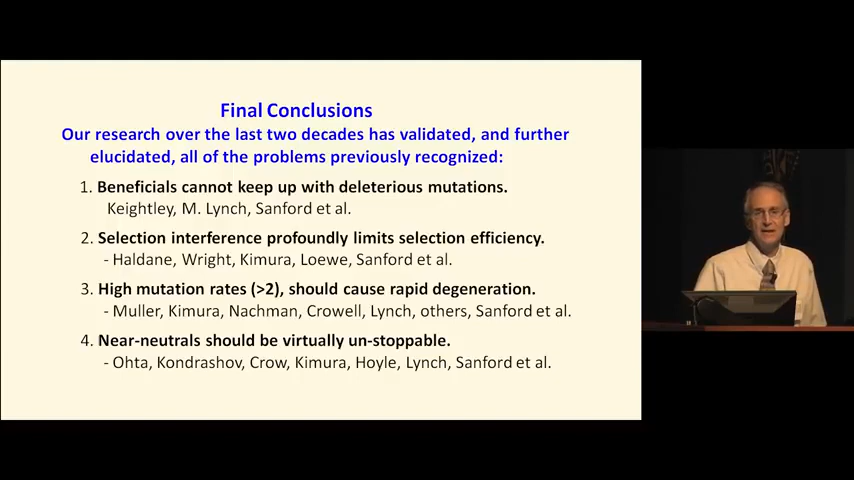 Final Conclusions
Our research over the last two decades has validated, and further
elucidated, all of the problems previously recognized:
1. Beneficials cannot keep up with deleterious mutations.
Keightley, M. Lynch, Sanford et al.
2. Selection interference profoundly limits selection efficiency.
- Haldane, Wright, Kimura, Loewe, Sanford et al.
3. High mutation rates (>2), should cause rapid degeneration.
- Muller, Kimura, Nachman, Crowell, Lynch, others, Sanford et al.
4. Near-neutrals should be virtually un-stoppable.
- Ohta, Kondrashov, Crow, Kimura, Hoyle, Lynch, Sanford et al.